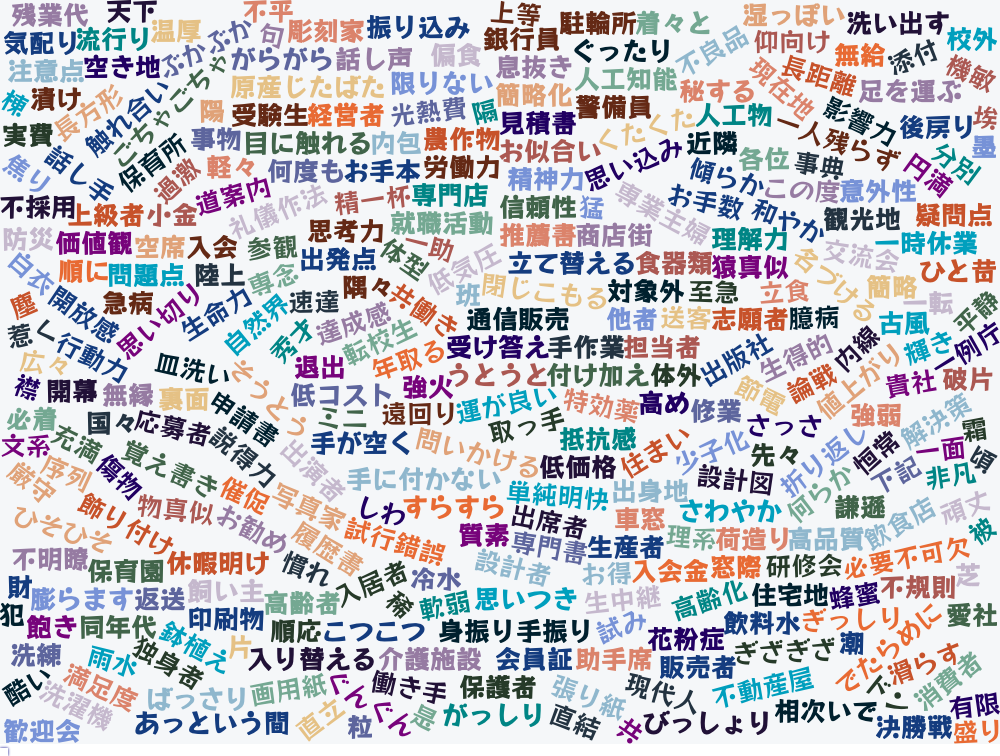 残業代 天下 不平 上等 駐輪所 着々と 湿っぽい 洗い出す
気配り 流行り 温厚 ぶかぶか 句 彫刻家 振り込み 銀行員 ぐったり 不良品 仰向け 無給 添付 校外
注意点 空き地 がらがら 話し声 偏食 息抜き 人工知能 現在地 長距離 機敏
漬け 長方形 触れ合い ごちゃごちゃ 原産 じたばた 限りない 簡略化 秘する 足を運ぶ
陽 受験生 経営者 光熱費 隔 警備員 人工物 影響力 後戻り 埃
実費 事物 目に触れる 内包 農作物 見積書 くたくた 近隣 一人残らず 分別 墨
焦り 話し手 保育所 過激 軽々 何度も お手本 労働力 お似合い 思い込み 各位 事典 円満
不採用 上級者 小金 道案内 礼儀作法 精一杯 専門店 精神力 専業主婦 傾らか この度 意外性
防災 価値観 空席 入会 参観 思考力 就職活動 信頼性 猛 お手数 和やか 観光地 疑問点
白衣 順に 問題点 陸上 専念 出発点 体型 一助 低気圧 推薦書 商店街 理解力 交流会 一時休業
塵 開放感 急病 思い切り 生命力 自然界 速達 隅々 共働き 班 立て替える 食器類 猿真似 名づける 簡略 ひと昔
惹 行動力 秀才 達成感 転校生 閉じこもる 対象外 至急 立食 一転 平静
広々 皿洗い 退出 年取る 通信販売 他者 送客 志願者 臆病 古風 輝き
襟 開幕 無縁 裏面 そうとう 低コスト 強火 受け答え 手作業 担当者 出版社 生得的 内線 一例
必着 国々 応募者 申請書 ミニ 遠回り うとうと 付け加え 体外 節電 論戦 値上がり 貴社 破片
文系 充満 覚え書き 説得力 手が空く 運が良い 特効薬 高め 修業 さっさ 強弱 解決策 霜
厳守 序列 傷物 出演者 問いかける 取っ手 抵抗感 住まい 少子化 先々 折り返し 恒常 一面 頃
飾り付け 物真似 催促 写真家 手に付かない 低価格 設計図 下記 非凡
ひそひそ お勧め 履歴書 しわ すらすら 単純明快 出身地 さわやか 何らか 謙遜 頑丈
不明瞭 保育園 休暇明け 試行錯誤 質素 出席者 車窓 理系 荷造り 高品質 飲食店 被
財 膨らます 返送 飼い主 慣れ 入居者 冷水 設計者 専門書 生産者 お得 入会金 窓際 研修会 必要不可欠 芝
犯 飽き 同年代 印刷物 高齢者 稀 軟弱 思いつき 生中継 高齢化 住宅地 蜂蜜 不規則
洗練 雨水 鉢植え 片 順応 こつこつ 身振り手振り 試み 花粉症 飲料水 ぎっしり 愛社
酷い 満足度 独身者 入り替える 介護施設 会員証 助手席 販売者 ぎざぎざ 潮 でたらめに 滑らす
洗濯機 ばっさり 画用紙 ぐんぐん 働き手 保護者 張り紙 現代人 不動産屋 下 消費者
歓迎会 あっという間 直立 粒 是 がっしり 直結 共 びっしょり 相次いで 決勝戦 有限 盛り